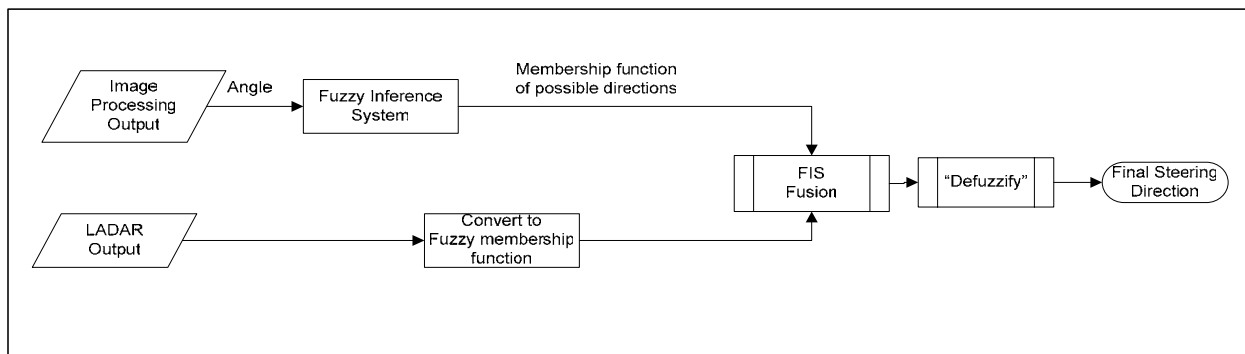 Image
Processing
Output
Angle
Fuzzy Inference
System
Membership function
of possible directions
FIS
Fusion
“Defuzzify”
Final Steering
Direction
LADAR
Output
Convert to
Fuzzy membership
function